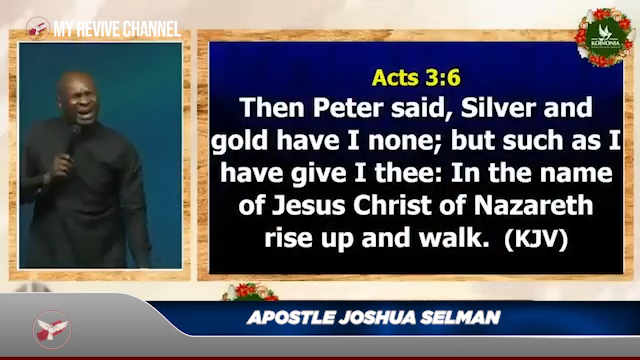 MY REVIVE CHANNEL
KOINONIA
Acts 3:6
Then Peter said, Silver and
gold have I none; but such as I
have give I thee: In the name
of Jesus Christ of Nazareth
rise up and walk. (KJV)
APOSTLE JOSHUA SELMAN